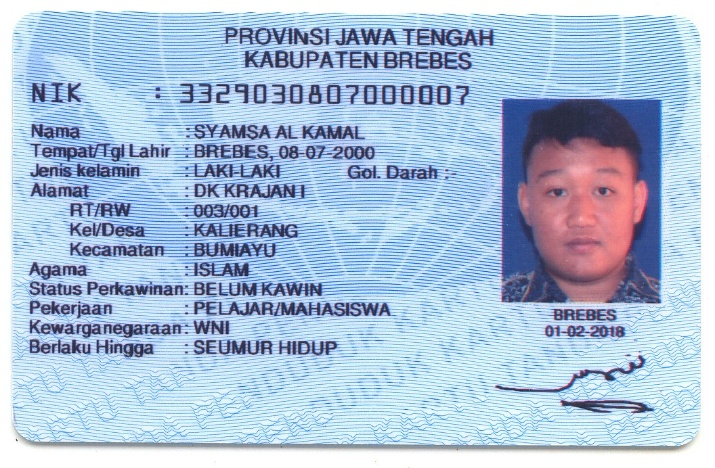 PROVINSI JAWA TENGAH
KABUPATEN BREBES
NIK : 3329030807000007
Nama : SYAMSA AL KAMAL
Tempat/Tgl Lahir : BREBES, 08-07-2000
Jenis kelamin : LAKI-LAKI Gol. Darah :-
Alamat : DK KRAJAN I
RT/RW : 003/001
Kel/Desa : KALIERANG
Kecamatan : BUMIAYU
Agama : ISLAM
Status Perkawinan: BELUM KAWIN
Pekerjaan : PELAJAR/MAHASISWA
Kewarganegaraan: WNI
Berlaku Hingga : SEUMUR HIDUP
BREBES
01-02-2018